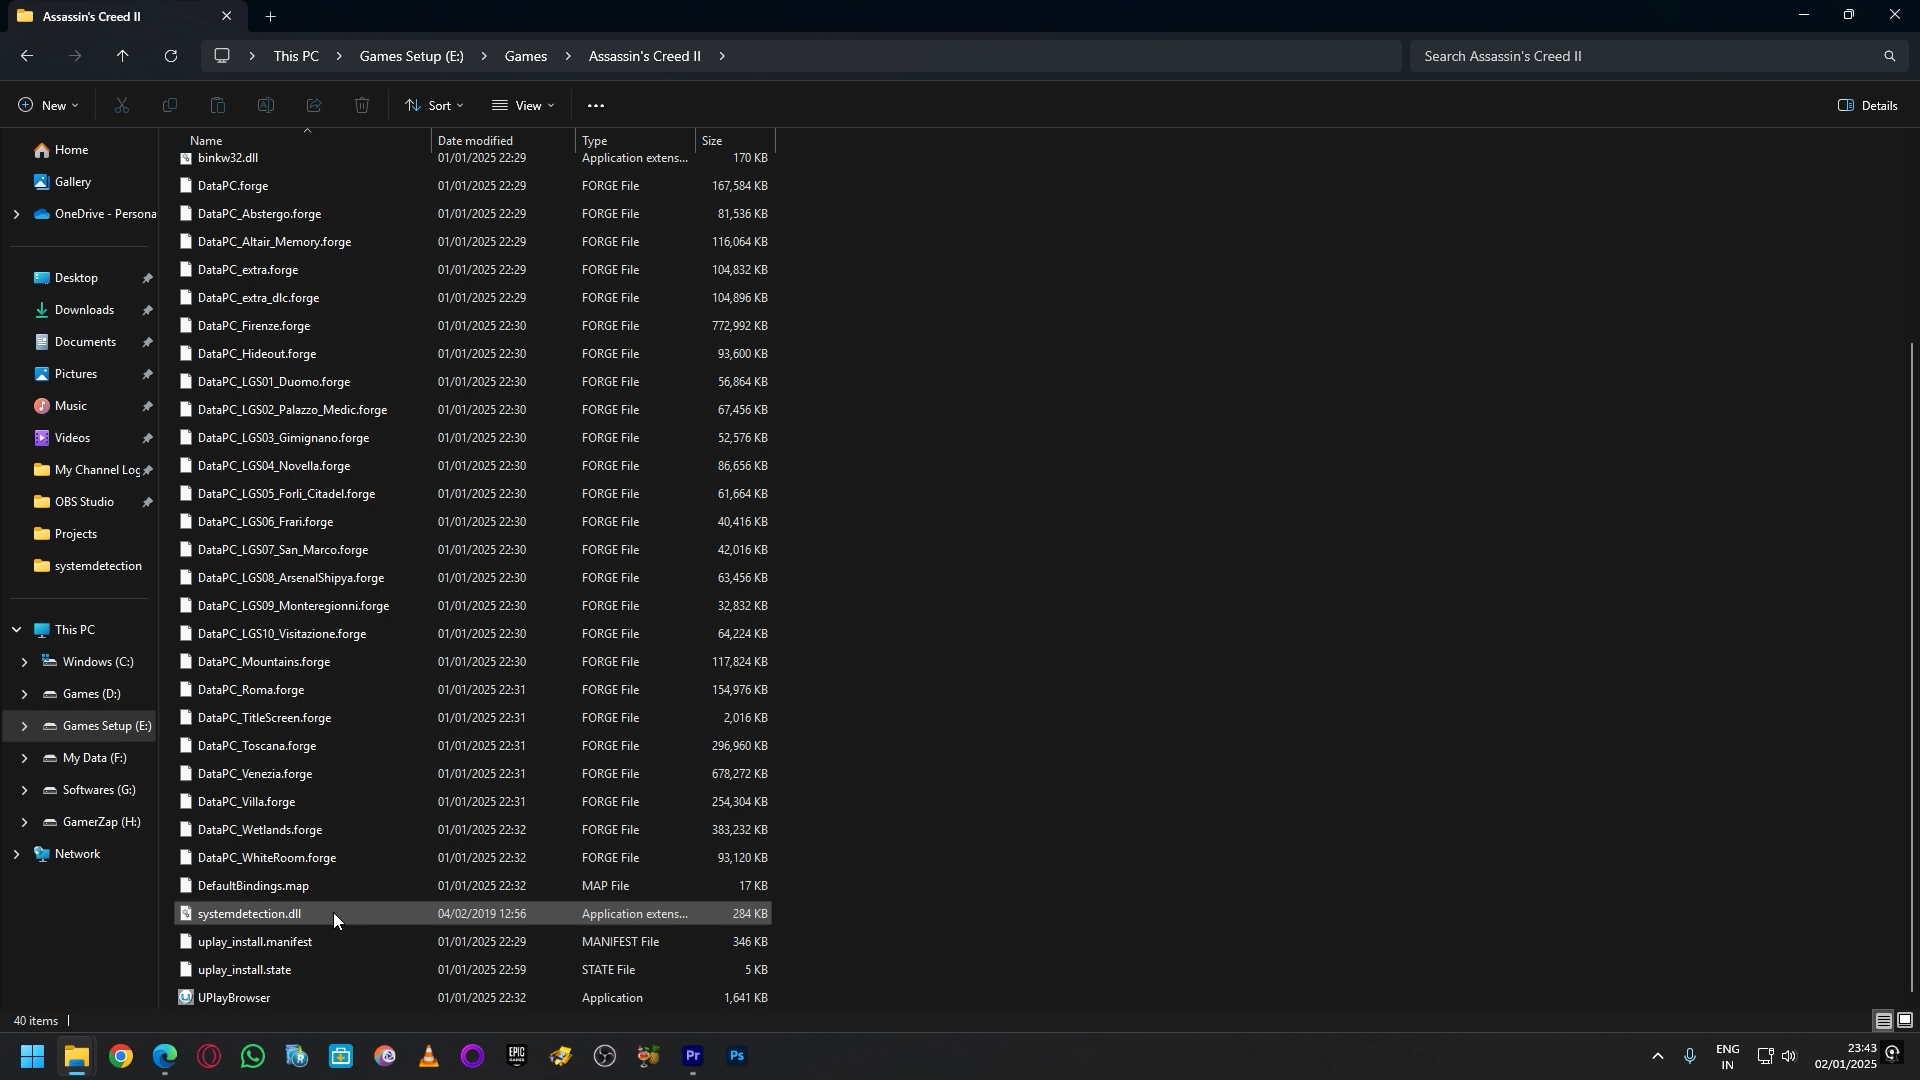 Assassin's Creed II
This PC > Games Setup (E:) > Games > Assassin's Creed II >
Search Assassin's Creed II
New Sort View Details
Name Date modified Type Size
binkw32.dll 01/01/2025 22:29 Application extens... 170 KB
DataPC.forge 01/01/2025 22:29 FORGE File 167,584 KB
DataPC_Abstergo.forge 01/01/2025 22:29 FORGE File 81,536 KB
DataPC_Altair_Memory.forge 01/01/2025 22:29 FORGE File 116,064 KB
DataPC_extra.forge 01/01/2025 22:29 FORGE File 104,832 KB
DataPC_extra_dlc.forge 01/01/2025 22:29 FORGE File 104,896 KB
DataPC_Firenze.forge 01/01/2025 22:30 FORGE File 772,992 KB
DataPC_Hideout.forge 01/01/2025 22:30 FORGE File 93,600 KB
DataPC_LGS01_Duomo.forge 01/01/2025 22:30 FORGE File 56,864 KB
DataPC_LGS02_Palazzo_Medic.forge 01/01/2025 22:30 FORGE File 67,456 KB
DataPC_LGS03_Gimignano.forge 01/01/2025 22:30 FORGE File 52,576 KB
DataPC_LGS04_Novella.forge 01/01/2025 22:30 FORGE File 86,656 KB
DataPC_LGS05_Forli_Citadel.forge 01/01/2025 22:30 FORGE File 61,664 KB
DataPC_LGS06_Frari.forge 01/01/2025 22:30 FORGE File 40,416 KB
DataPC_LGS07_San_Marco.forge 01/01/2025 22:30 FORGE File 42,016 KB
DataPC_LGS08_ArsenalShipya.forge 01/01/2025 22:30 FORGE File 63,456 KB
DataPC_LGS09_Monteregionni.forge 01/01/2025 22:30 FORGE File 32,832 KB
DataPC_LGS10_Visitazione.forge 01/01/2025 22:30 FORGE File 64,224 KB
DataPC_Mountains.forge 01/01/2025 22:30 FORGE File 117,824 KB
DataPC_Roma.forge 01/01/2025 22:31 FORGE File 154,976 KB
DataPC_TitleScreen.forge 01/01/2025 22:31 FORGE File 2,016 KB
DataPC_Toscana.forge 01/01/2025 22:31 FORGE File 296,960 KB
DataPC_Venezia.forge 01/01/2025 22:31 FORGE File 678,272 KB
DataPC_Villa.forge 01/01/2025 22:31 FORGE File 254,304 KB
DataPC_Wetlands.forge 01/01/2025 22:32 FORGE File 383,232 KB
DataPC_WhiteRoom.forge 01/01/2025 22:32 FORGE File 93,120 KB
DefaultBindings.map 01/01/2025 22:32 MAP File 17 KB
systemdetection.dll 04/02/2019 12:56 Application extens... 284 KB
uplay_install.manifest 01/01/2025 22:29 MANIFEST File 346 KB
uplay_install.state 01/01/2025 22:59 STATE File 5 KB
UPlayBrowser 01/01/2025 22:32 Application 1,641 KB
Home
Gallery
OneDrive - Persona
Desktop
Downloads
Documents
Pictures
Music
Videos
My Channel Log
OBS Studio
Projects
systemdetection
This PC
Windows (C:)
Games (D:)
Games Setup (E:)
My Data (F:)
Softwares (G:)
GamerZap (H:)
Network
40 items
EPIC
GAMES
Pr
Ps
ENG
IN
23:43
02/01/2025